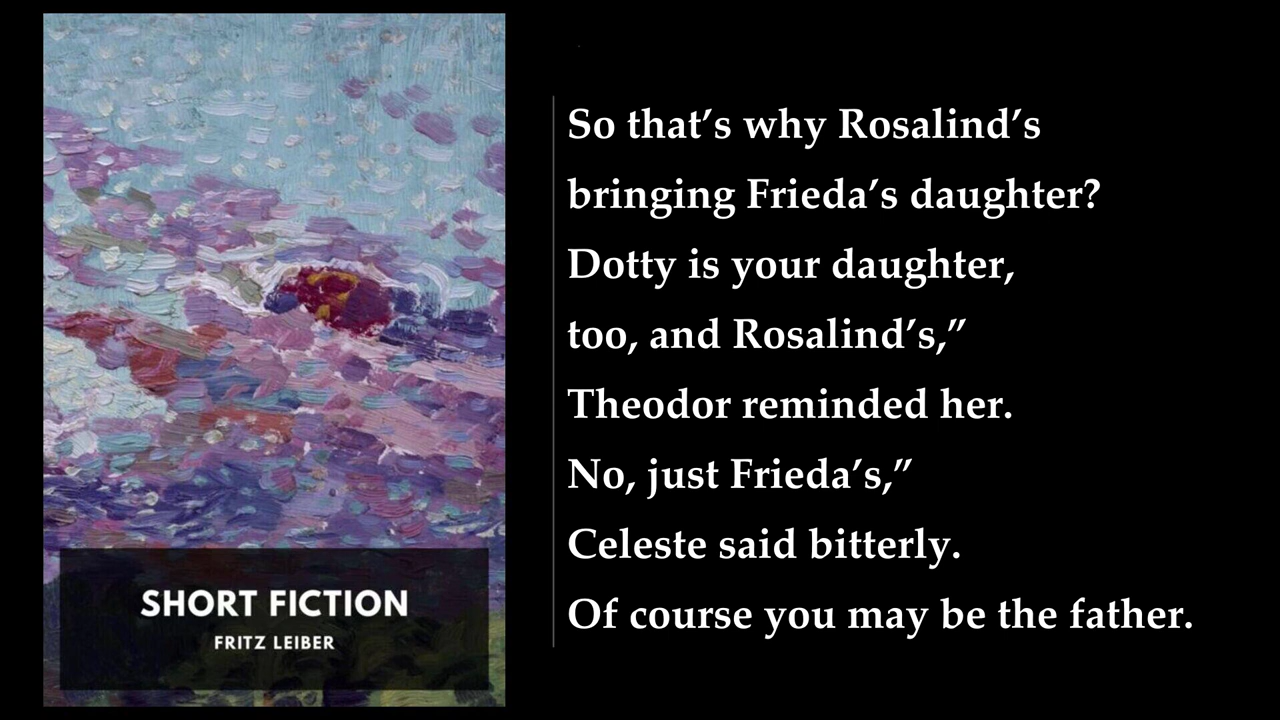 SHORT FICTION
FRITZ LEIBER
So that’s why Rosalind’s
bringing Frieda’s daughter?
Dotty is your daughter,
too, and Rosalind’s,”
Theodor reminded her.
No, just Frieda’s,”
Celeste said bitterly.
Of course you may be the father.